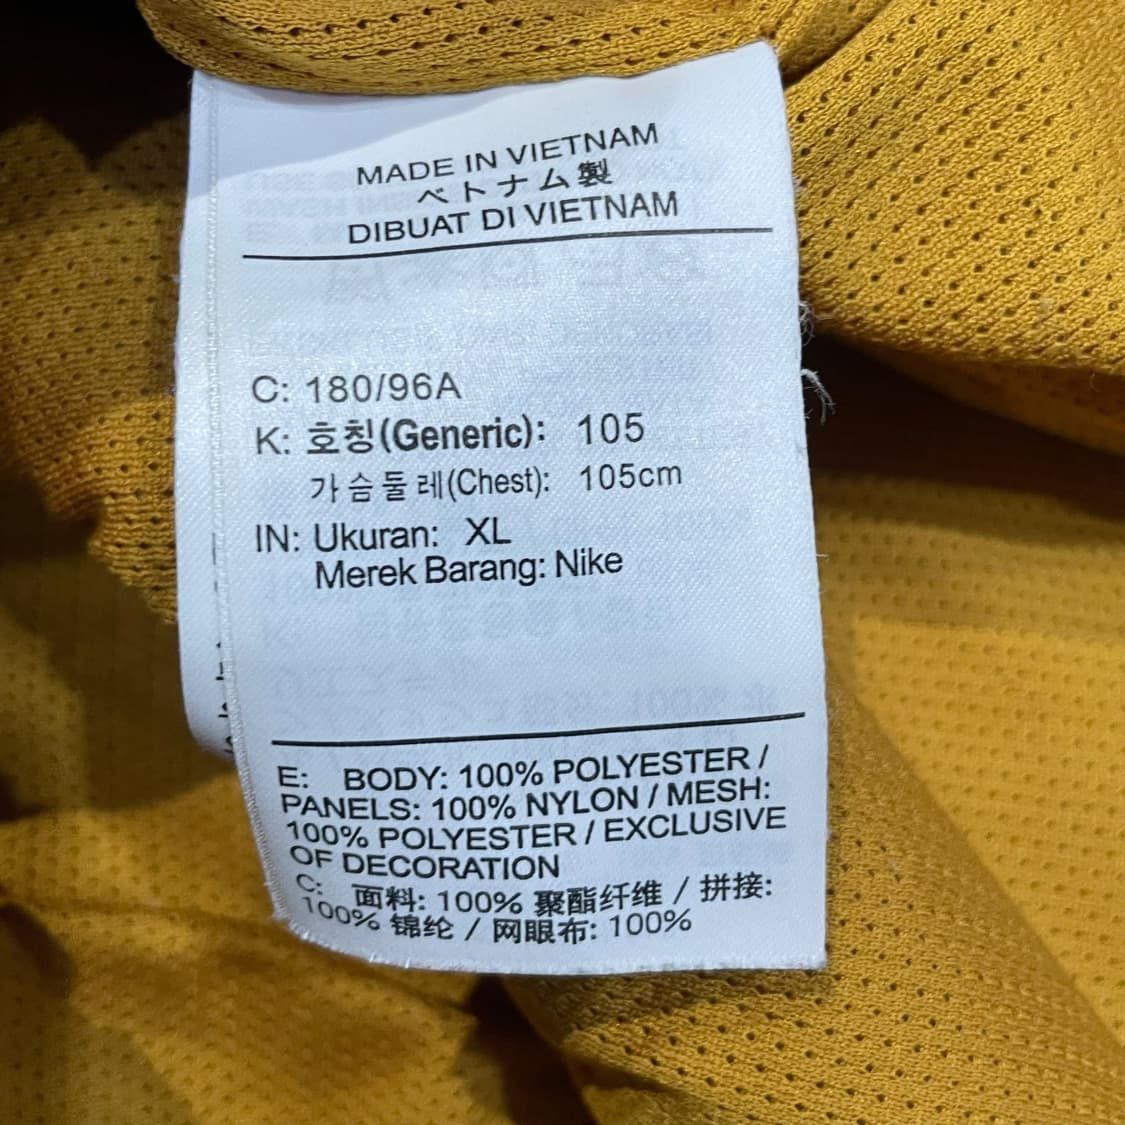 MADE IN VIETNAM
ベトナム製
DIBUAT DI VIETNAM
C: 180/96A
K: 호칭(Generic): 105
가슴둘레(Chest): 105cm
IN: Ukuran: XL
Merek Barang: Nike
E: BODY: 100% POLYESTER /
PANELS: 100% NYLON / MESH:
100% POLYESTER / EXCLUSIVE
OF DECORATION
C: 面料: 100% 聚酯纤维 / 拼接:
100% 锦纶 / 网眼布: 100%